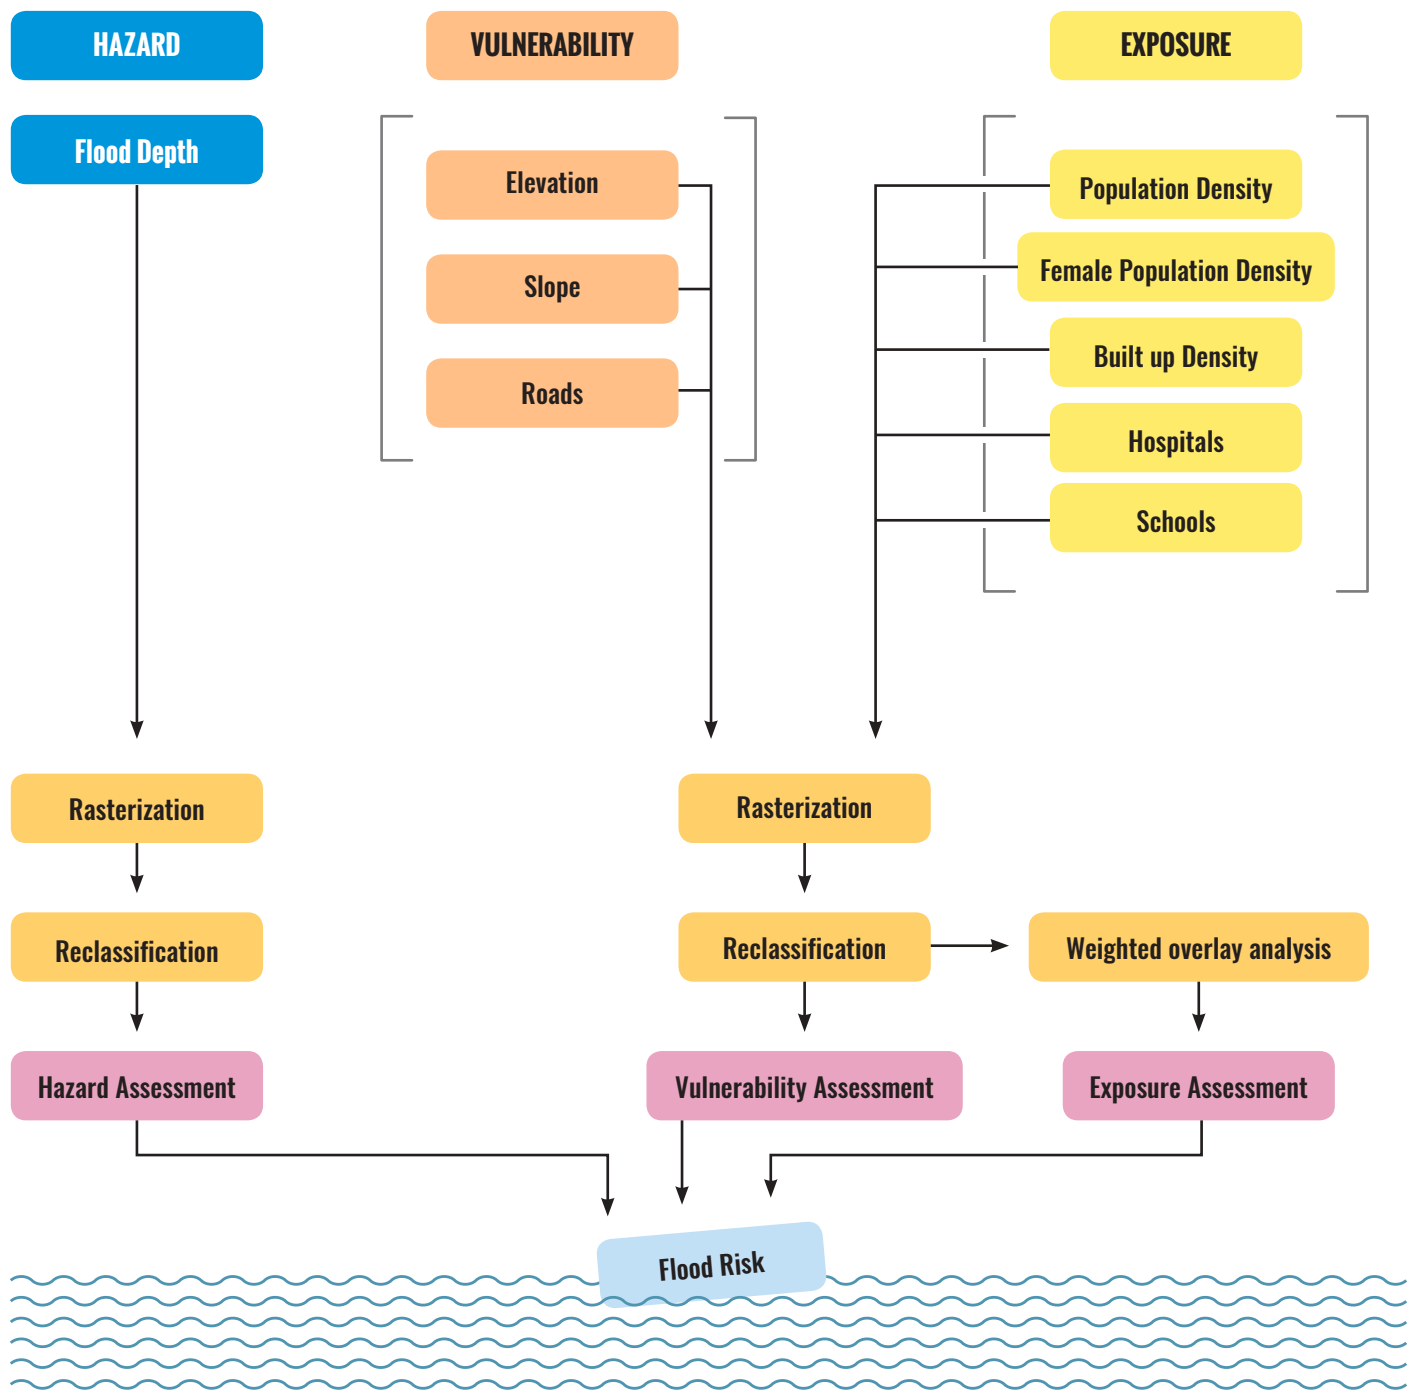 HAZARD
VULNERABILITY
EXPOSURE
Flood Depth
Elevation
Slope
Roads
Population Density
Female Population Density
Built up Density
Hospitals
Schools
Rasterization
Rasterization
Reclassification
Reclassification
Weighted overlay analysis
Hazard Assessment
Vulnerability Assessment
Exposure Assessment
Flood Risk